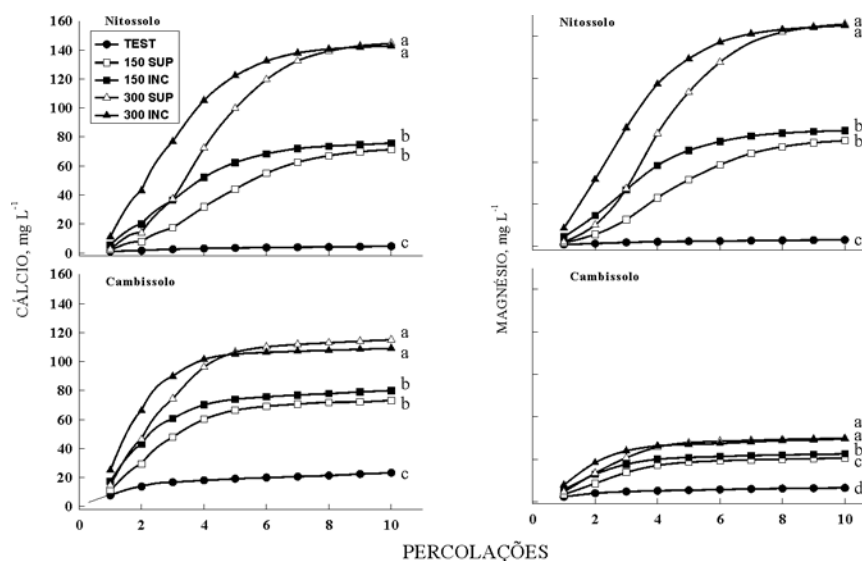 Nitossolo
160
140
120
100
80
60
40
20
0
TEST
150 SUP
150 INC
300 SUP
300 INC
a
a
b
b
c
Nitossolo
a
a
b
b
c
CÁLCIO, mg L⁻¹
MAGNÉSIO, mg L⁻¹
Cambissolo
160
140
120
100
80
60
40
20
0
a
a
b
b
c
0 2 4 6 8 10
Cambissolo
a
a
b
c
d
0 2 4 6 8 10
PERCOLAÇÕES